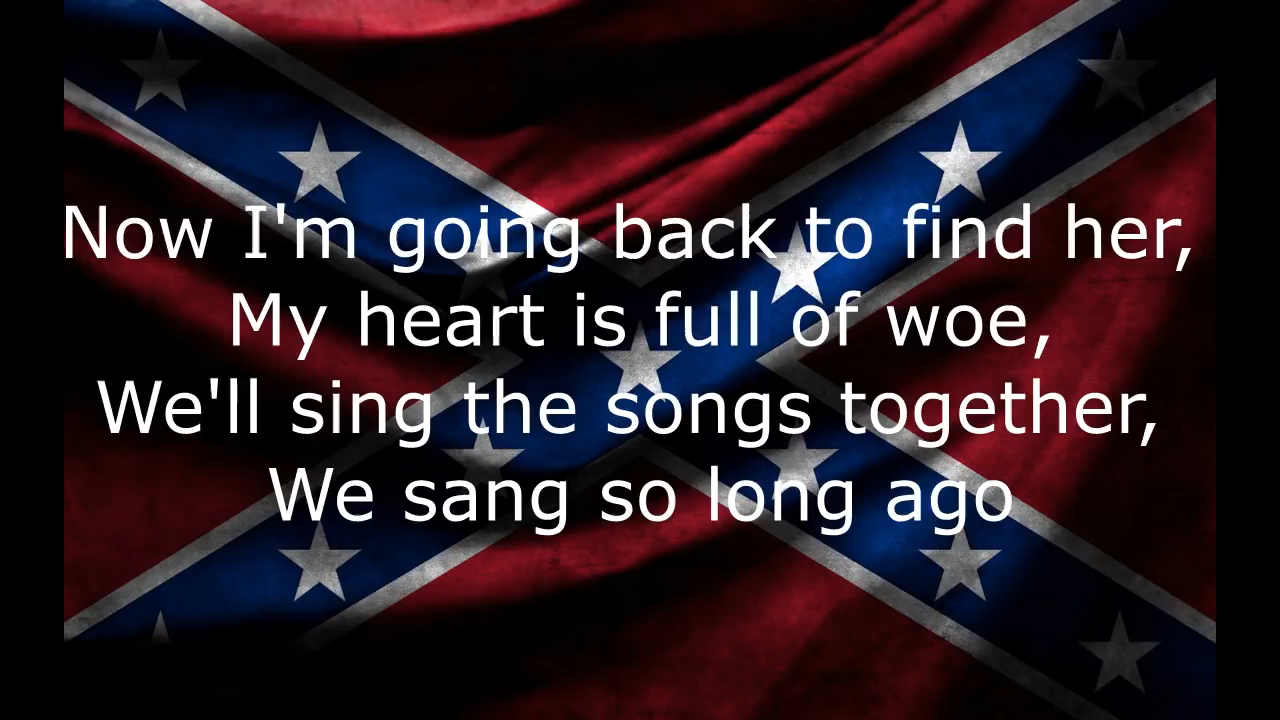 Now I'm going back to find her,
My heart is full of woe,
We'll sing the songs together,
We sang so long ago